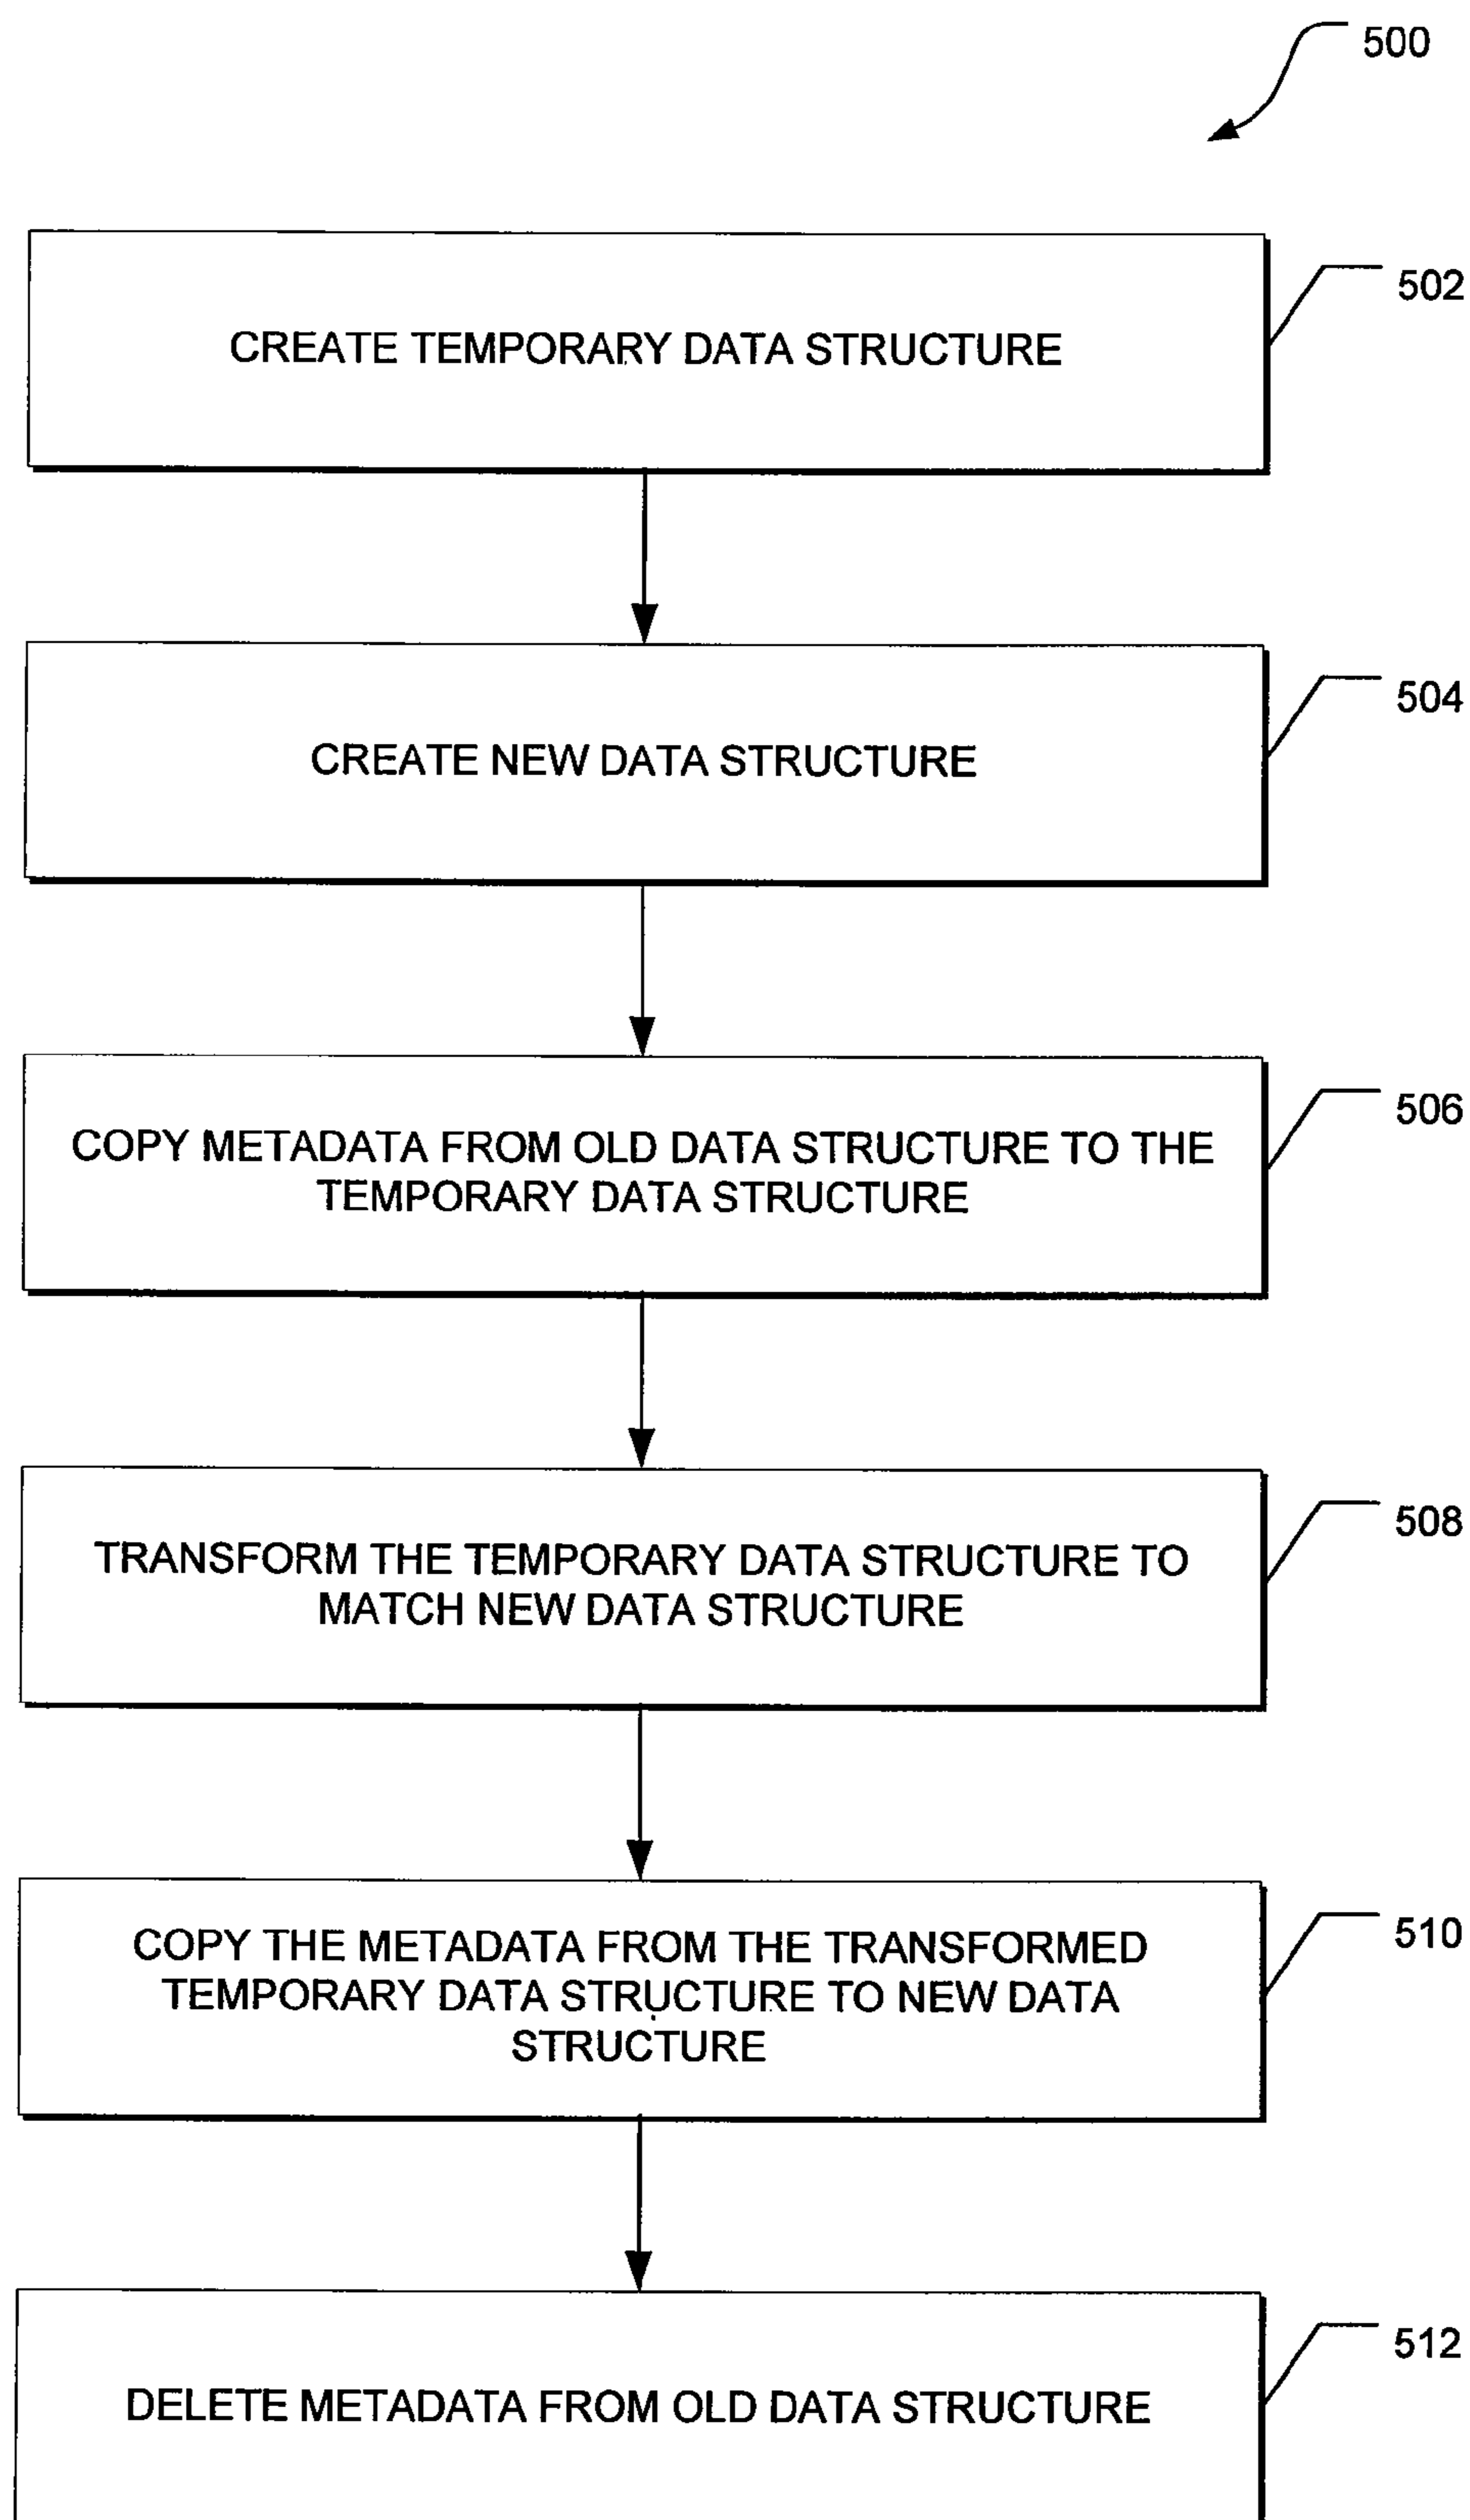 500
CREATE TEMPORARY DATA STRUCTURE
502
CREATE NEW DATA STRUCTURE
504
COPY METADATA FROM OLD DATA STRUCTURE TO THE
TEMPORARY DATA STRUCTURE
506
TRANSFORM THE TEMPORARY DATA STRUCTURE TO
MATCH NEW DATA STRUCTURE
508
COPY THE METADATA FROM THE TRANSFORMED
TEMPORARY DATA STRUCTURE TO NEW DATA
STRUCTURE
510
DELETE METADATA FROM OLD DATA STRUCTURE
512